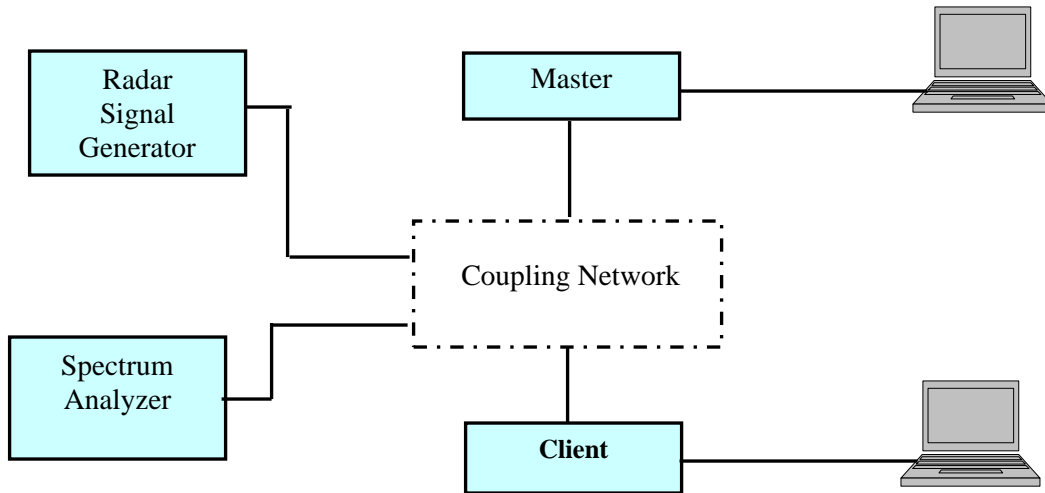 Radar
Signal
Generator
Master
Coupling Network
Spectrum
Analyzer
Client